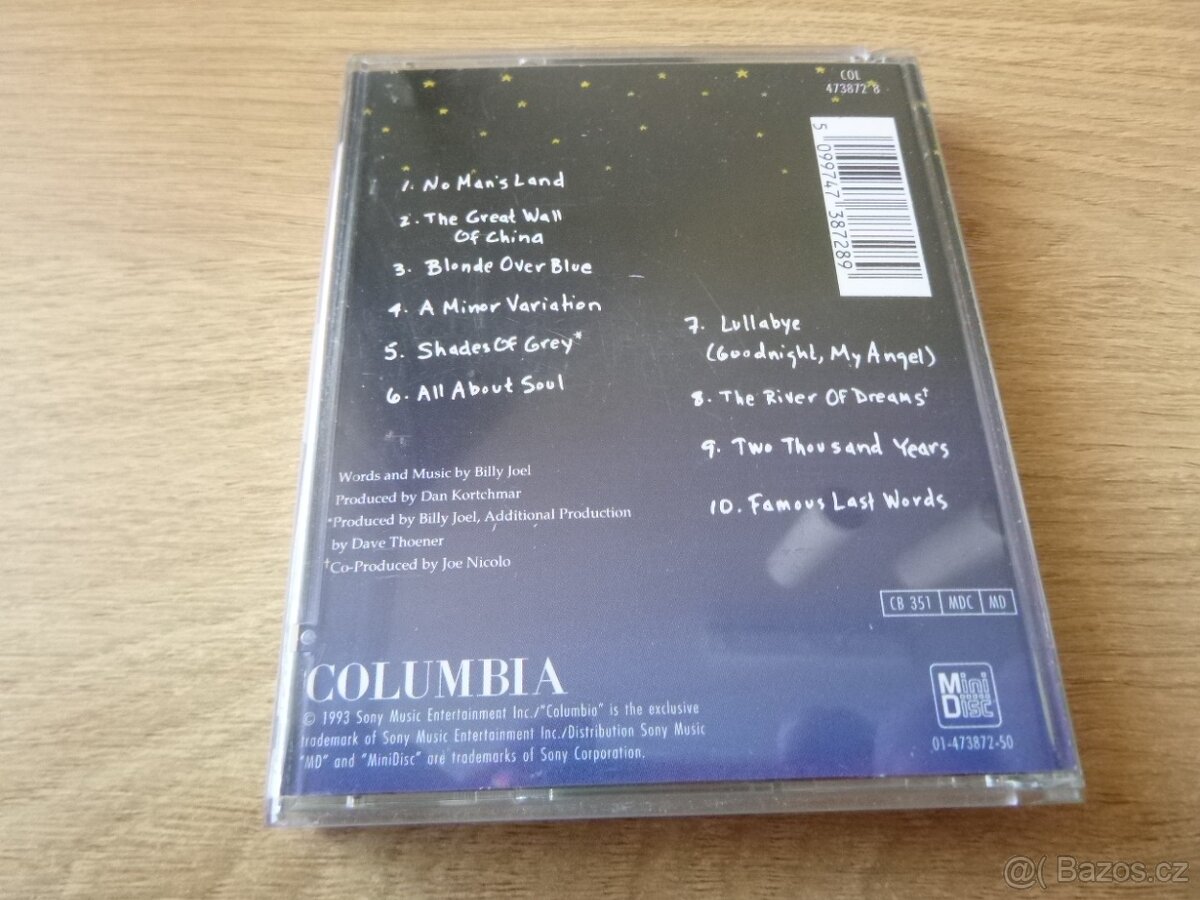 COL
473872 8
5 099747 387289
1. No Man's Land
2. The Great Wall
Of China
3. Blonde Over Blue
4. A Minor Variation
5. Shades Of Grey*
6. All About Soul
7. Lullabye
(Goodnight, My Angel)
8. The River Of Dreams†
9. Two Thousand Years
10. Famous Last Words
Words and Music by Billy Joel
Produced by Dan Kortchmar
*Produced by Billy Joel, Additional Production
by Dave Thoener
†Co-Produced by Joe Nicolo
CB 351 MDC MD
COLUMBIA
© 1993 Sony Music Entertainment Inc./"Columbia" is the exclusive
trademark of Sony Music Entertainment Inc./Distribution Sony Music
"MD" and "MiniDisc" are trademarks of Sony Corporation.
Mini
Disc
01-473872-50
@( Bazos.cz